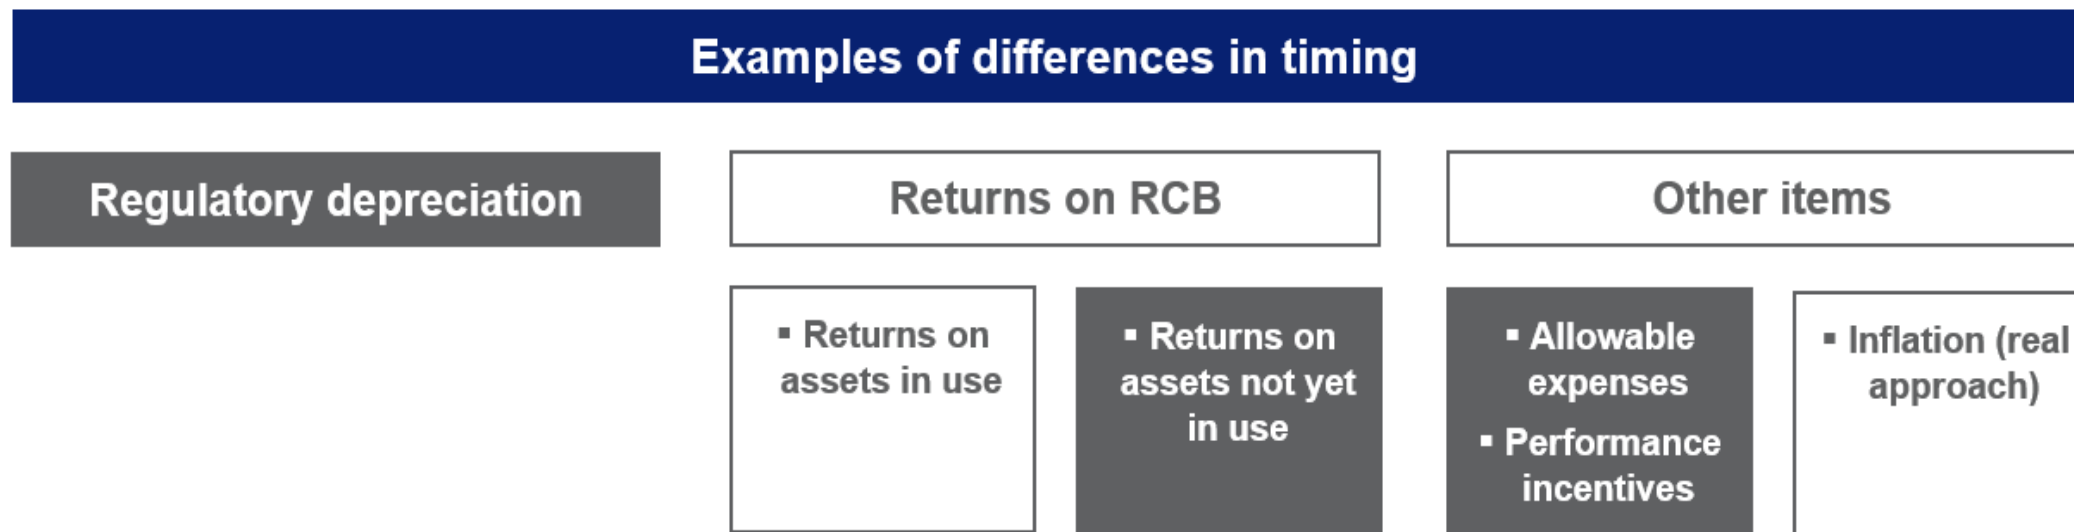 Examples of differences in timing
Regulatory depreciation
Returns on RCB
Other items
▪ Returns on
assets in use
▪ Returns on
assets not yet
in use
▪ Allowable
expenses
▪ Performance
incentives
▪ Inflation (real
approach)